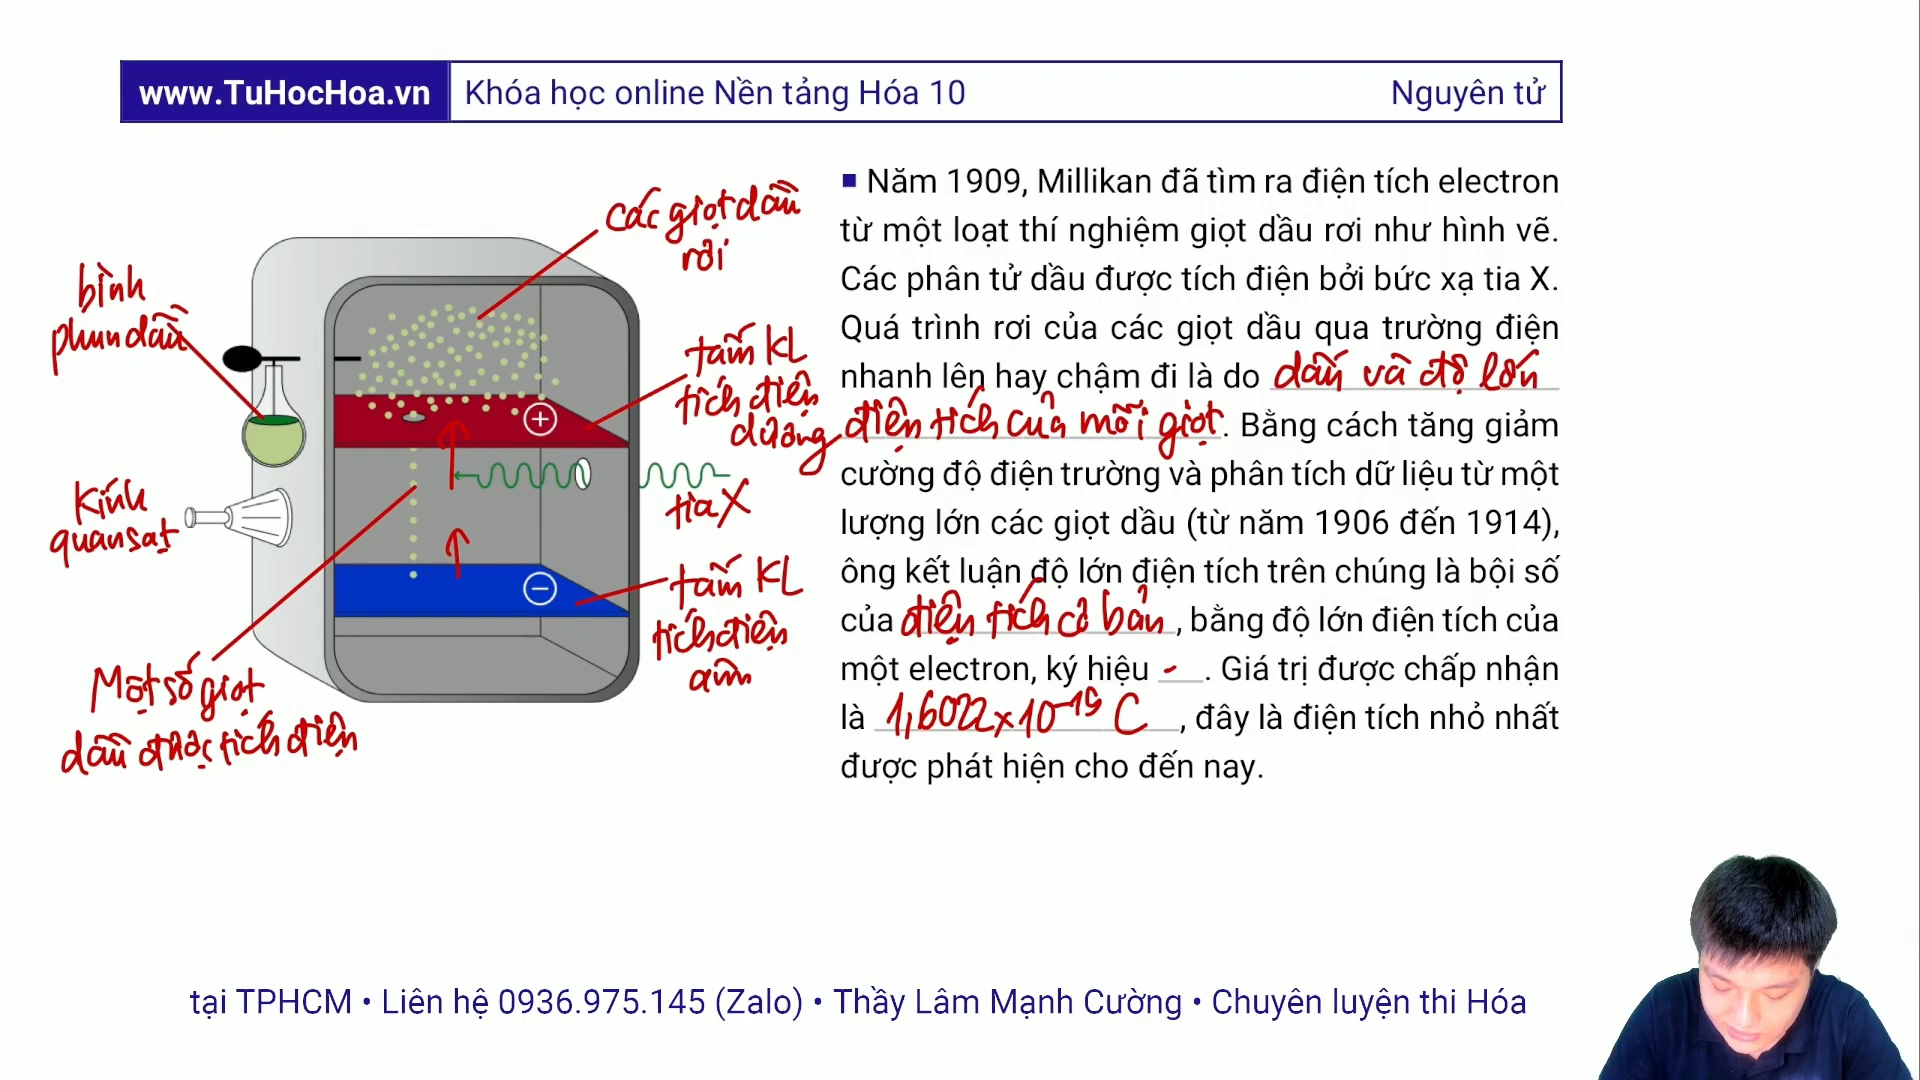 www.TuHocHoa.vn Khóa học online Nền tảng Hóa 10 Nguyên tử
các giọt dầu
rơi
bình
phun dầu
tấm KL
tích điện
dương
+
Kính
quan sát
tia X
tấm KL
tích điện
âm
−
Một số giọt
dầu được tích điện
▪ Năm 1909, Millikan đã tìm ra điện tích electron
từ một loạt thí nghiệm giọt dầu rơi như hình vẽ.
Các phân tử dầu được tích điện bởi bức xạ tia X.
Quá trình rơi của các giọt dầu qua trường điện
nhanh lên hay chậm đi là do dấu và độ lớn
điện tích của mỗi giọt. Bằng cách tăng giảm
cường độ điện trường và phân tích dữ liệu từ một
lượng lớn các giọt dầu (từ năm 1906 đến 1914),
ông kết luận độ lớn điện tích trên chúng là bội số
của điện tích cơ bản, bằng độ lớn điện tích của
một electron, ký hiệu -. Giá trị được chấp nhận
là 1,6022×10⁻¹⁹ C, đây là điện tích nhỏ nhất
được phát hiện cho đến nay.
tại TPHCM • Liên hệ 0936.975.145 (Zalo) • Thầy Lâm Mạnh Cường • Chuyên luyện thi Hóa